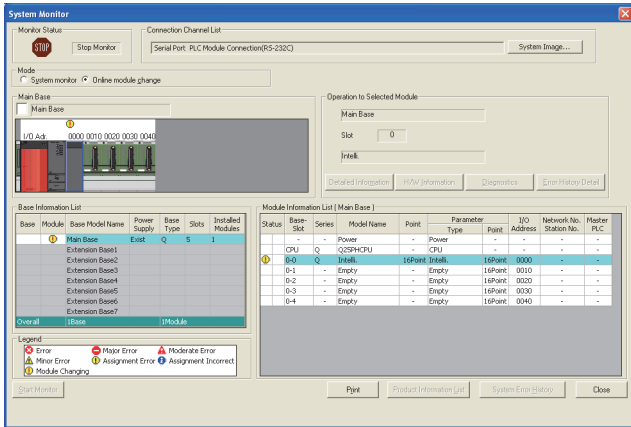 System Monitor
Monitor Status
STOP
Stop Monitor
Connection Channel List
Serial Port PLC Module Connection(RS-232C)
System Image...
Mode
System monitor
Online module change
Main Base
Main Base
I/O Adr. 0000 0010 0020 0030 0040
Operation to Selected Module
Main Base
Slot 0
Intelli.
Detailed Information
H/W Information
Diagnostics
Error History Detail
Base Information List
Base Module Base Model Name Power Supply Base Type Slots Installed Modules
Main Base Exist Q 5 1
Extension Base1
Extension Base2
Extension Base3
Extension Base4
Extension Base5
Extension Base6
Extension Base7
Overall 1Base 1Module
Module Information List ( Main Base )
Status Base-Slot Series Model Name Point Parameter Type Point I/O Address Network No. Station No. Master PLC
- - Power - Power - - - -
CPU Q Q25PHCPU - CPU - - - -
0-0 Q Intelli. 16Point Intelli. 16Point 0000 - -
0-1 - Empty - Empty 16Point 0010 - -
0-2 - Empty - Empty 16Point 0020 - -
0-3 - Empty - Empty 16Point 0030 - -
0-4 - Empty - Empty 16Point 0040 - -
Legend
Error
Major Error
Moderate Error
Minor Error
Assignment Error
Assignment Incorrect
Module Changing
Start Monitor
Print
Product Information List
System Error History
Close